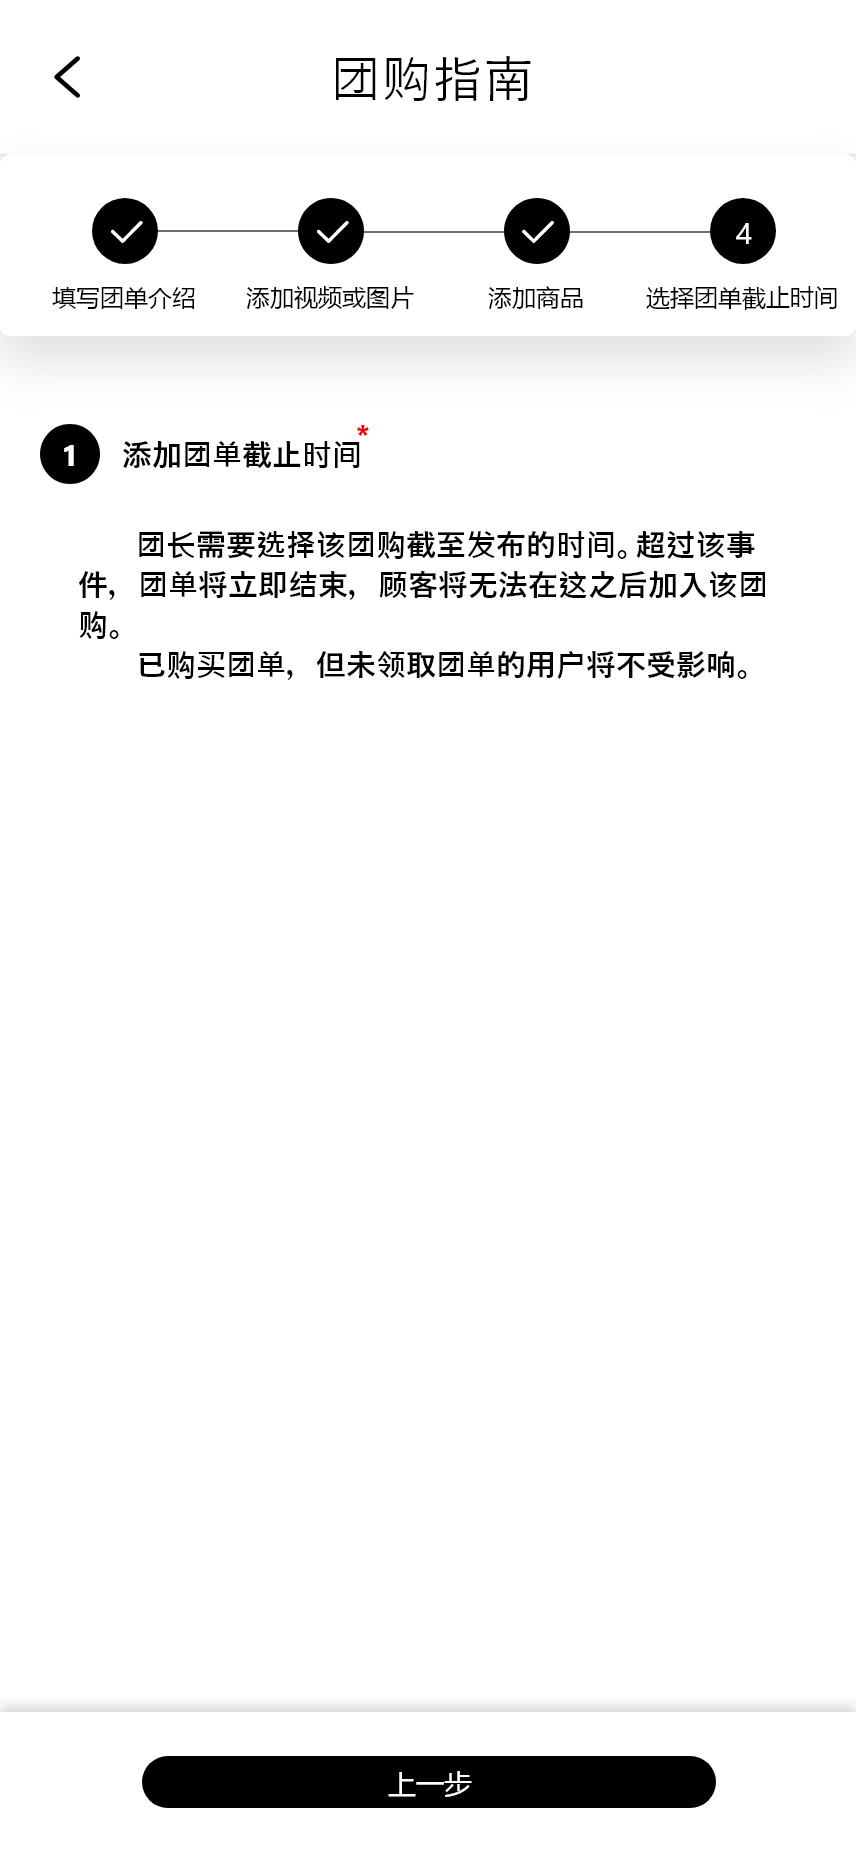 团购指南
4
填写团单介绍
添加视频或图片
添加商品
选择团单截止时间
1 添加团单截止时间*
团长需要选择该团购截至发布的时间。超过该事
件，团单将立即结束，顾客将无法在这之后加入该团
购。
已购买团单，但未领取团单的用户将不受影响。
上一步